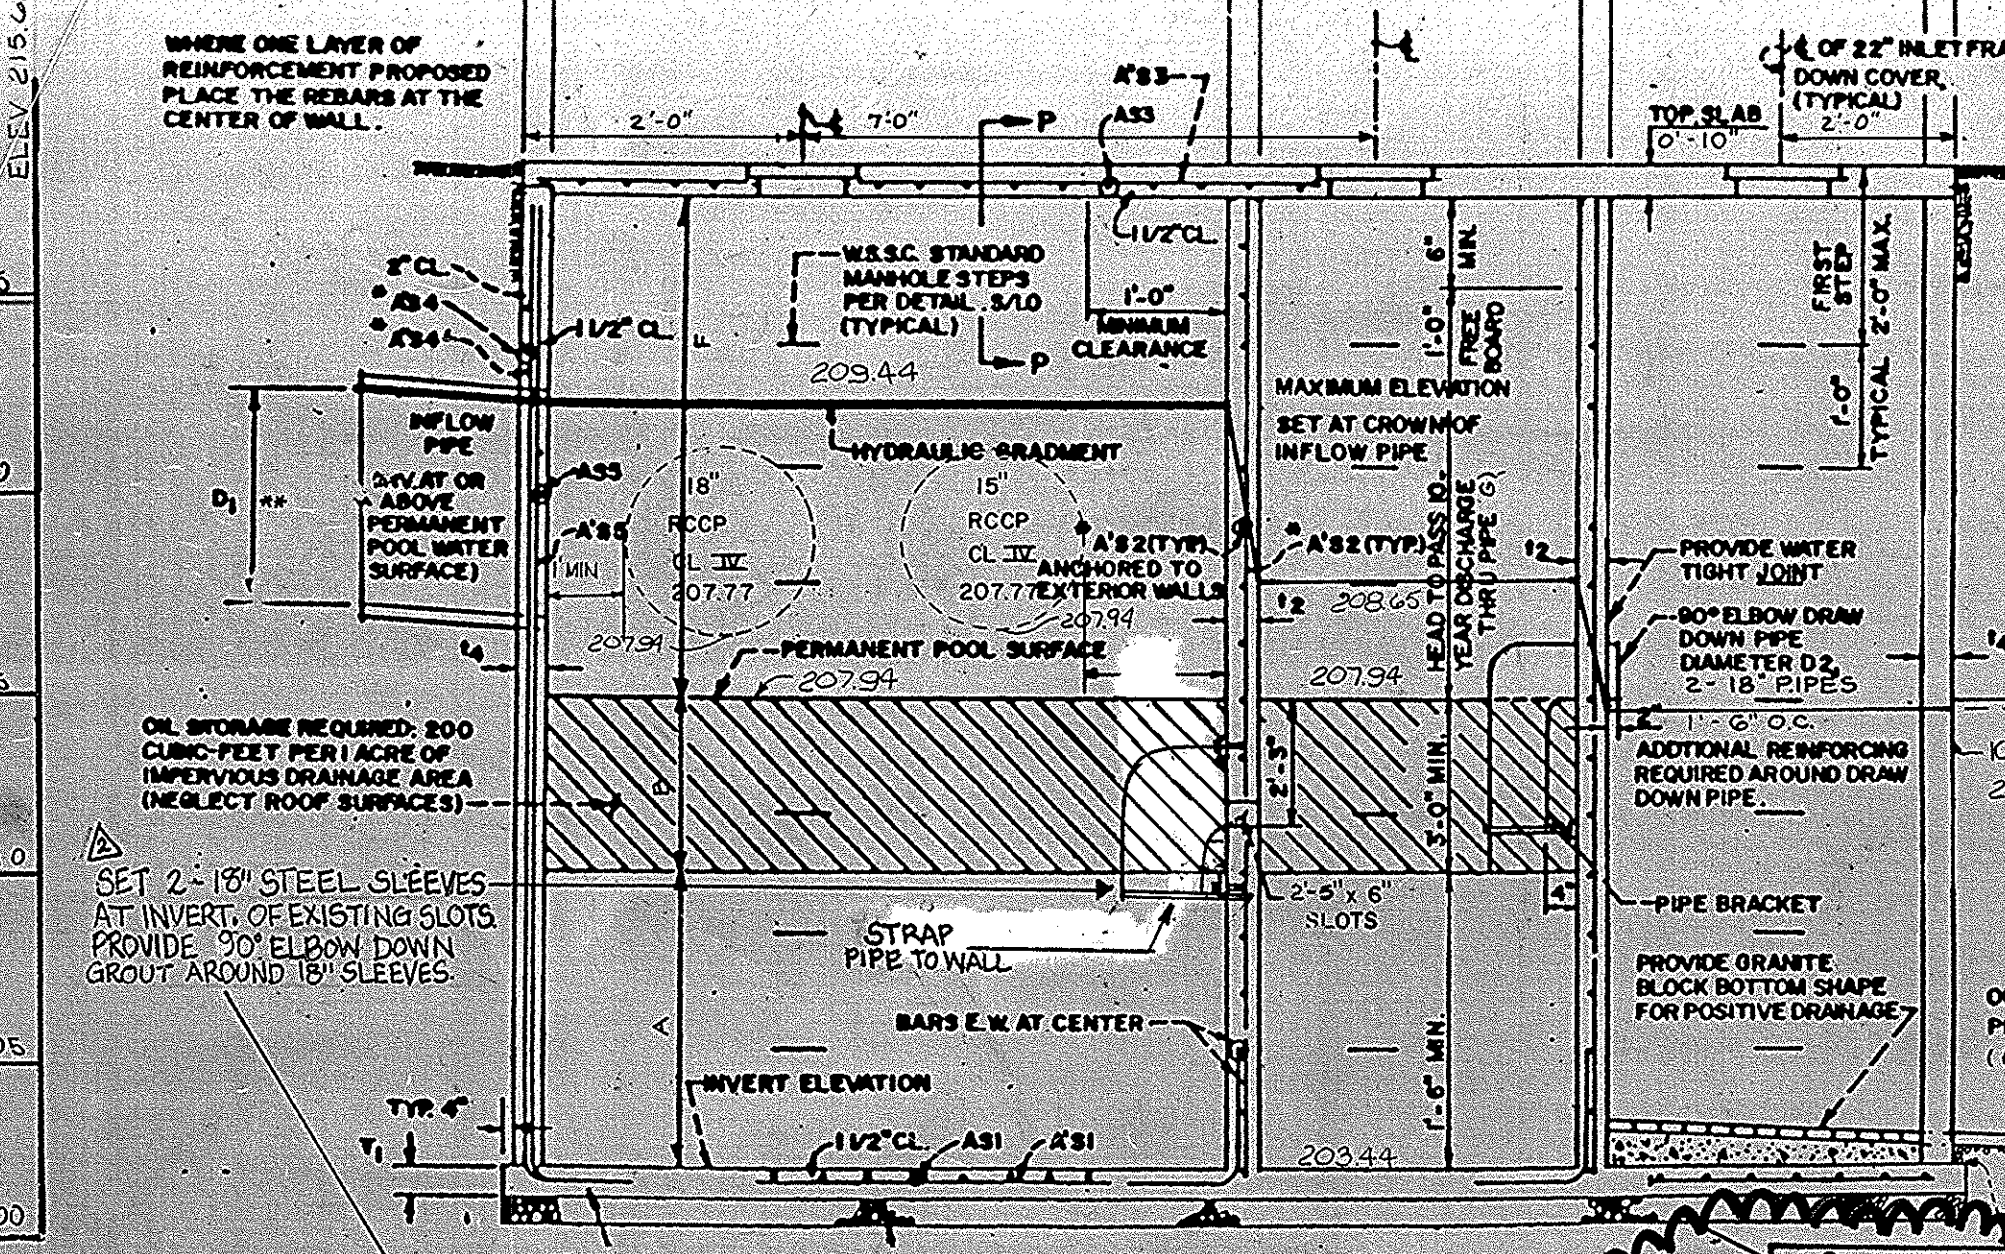 ELEV. 215.
WHERE ONE LAYER OF
REINFORCEMENT PROPOSED
PLACE THE REBARS AT THE
CENTER OF WALL.
2'-0"
7'-0"
P
A'S3
AS3
℄
℄
℄ OF 22" INLET FRA
DOWN COVER.
(TYPICAL)
TOP SLAB
0'-10"
2'-0"
2" CL.
* AS4
* A'S4
1 1/2" CL.
F
W.S.S.C. STANDARD
MANHOLE STEPS
PER DETAIL S/1.0
(TYPICAL)
P
209.44
1 1/2" CL.
1'-0"
MINIMUM
CLEARANCE
6"
MIN.
1'-0"
FREE
BOARD
FIRST
STEP
2'-0" MAX.
1'-0"
TYPICAL
MAXIMUM ELEVATION
SET AT CROWN OF
INFLOW PIPE
INFLOW
PIPE
(INV. AT OR
ABOVE
PERMANENT
POOL WATER
SURFACE)
D1 **
HYDRAULIC GRADIENT
AS5
A'S5
1' MIN
18"
RCCP
CL IV
207.77
207.94
15"
RCCP
CL IV
207.77
207.94
* A'S2 (TYP.)
ANCHORED TO
EXTERIOR WALLS
* A'S2 (TYP.)
t2
208.65
HEAD TO PASS 10-
YEAR DISCHARGE
THRU PIPE (G)
t2
PROVIDE WATER
TIGHT JOINT
90° ELBOW DRAW
DOWN PIPE
DIAMETER D2,
2- 18" PIPES
1'-6" O.C.
ADDTIONAL REINFORCING
REQUIRED AROUND DRAW
DOWN PIPE.
t4
PERMANENT POOL SURFACE
207.94
207.94
2"
OIL STORAGE REQUIRED: 200
CUBIC-FEET PER 1 ACRE OF
IMPERVIOUS DRAINAGE AREA
(NEGLECT ROOF SURFACES)
B
2'-5"
3'-0" MIN.
2
SET 2-18" STEEL SLEEVES
AT INVERT. OF EXISTING SLOTS.
PROVIDE 90° ELBOW DOWN
GROUT AROUND 18" SLEEVES.
2'-5" x 6"
SLOTS
4"
PIPE BRACKET
STRAP
PIPE TO WALL
PROVIDE GRANITE
BLOCK BOTTOM SHAPE
FOR POSITIVE DRAINAGE
A
BARS E.W. AT CENTER
1'-6" MIN.
INVERT ELEVATION
TYP. 4"
T1
1 1/2" CL.
AS1
A'S1
203.44